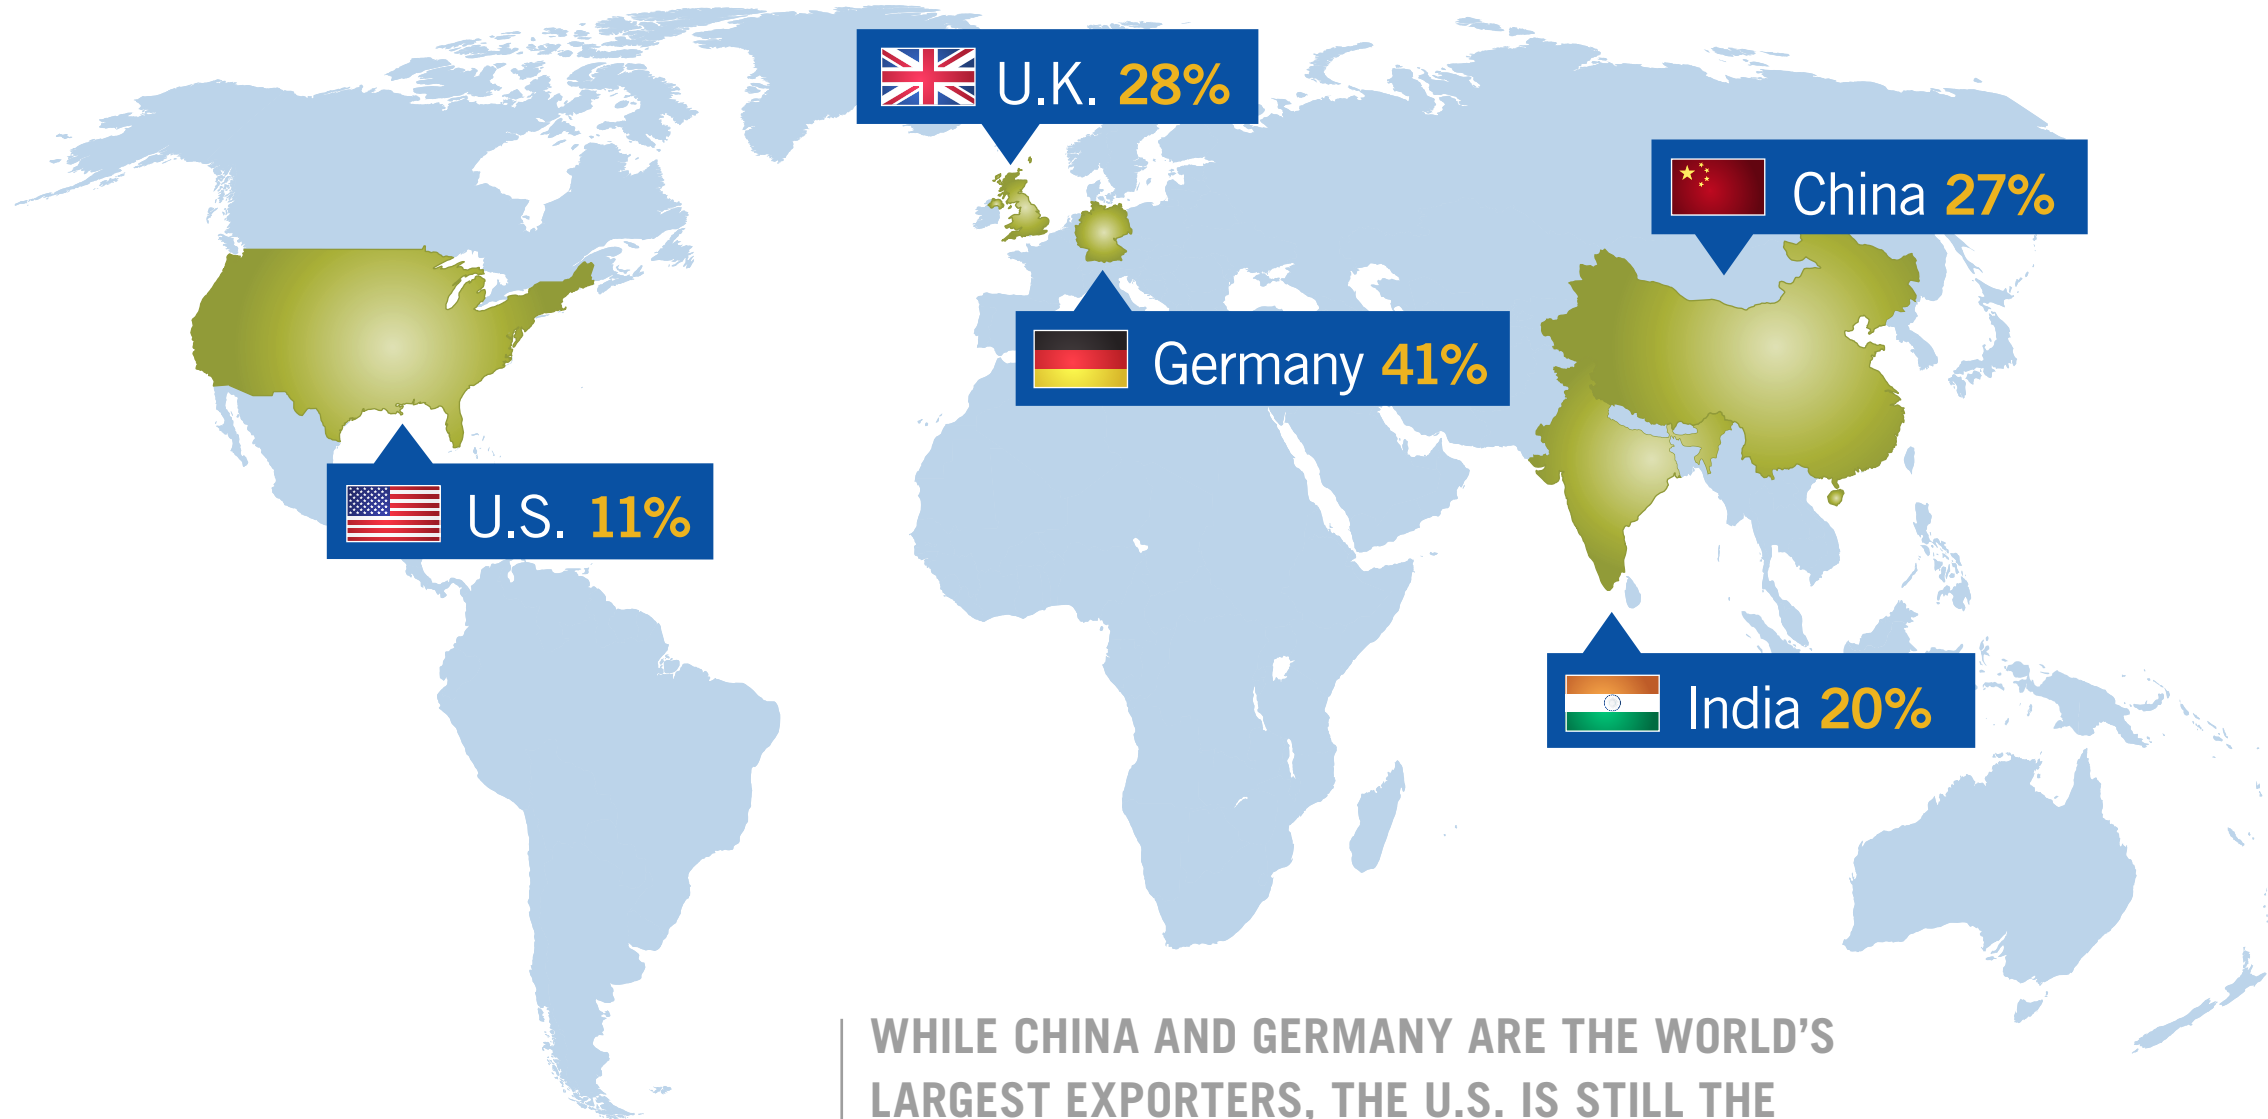 U.K. 28%
China 27%
Germany 41%
U.S. 11%
India 20%
WHILE CHINA AND GERMANY ARE THE WORLD'S
LARGEST EXPORTERS, THE U.S. IS STILL THE